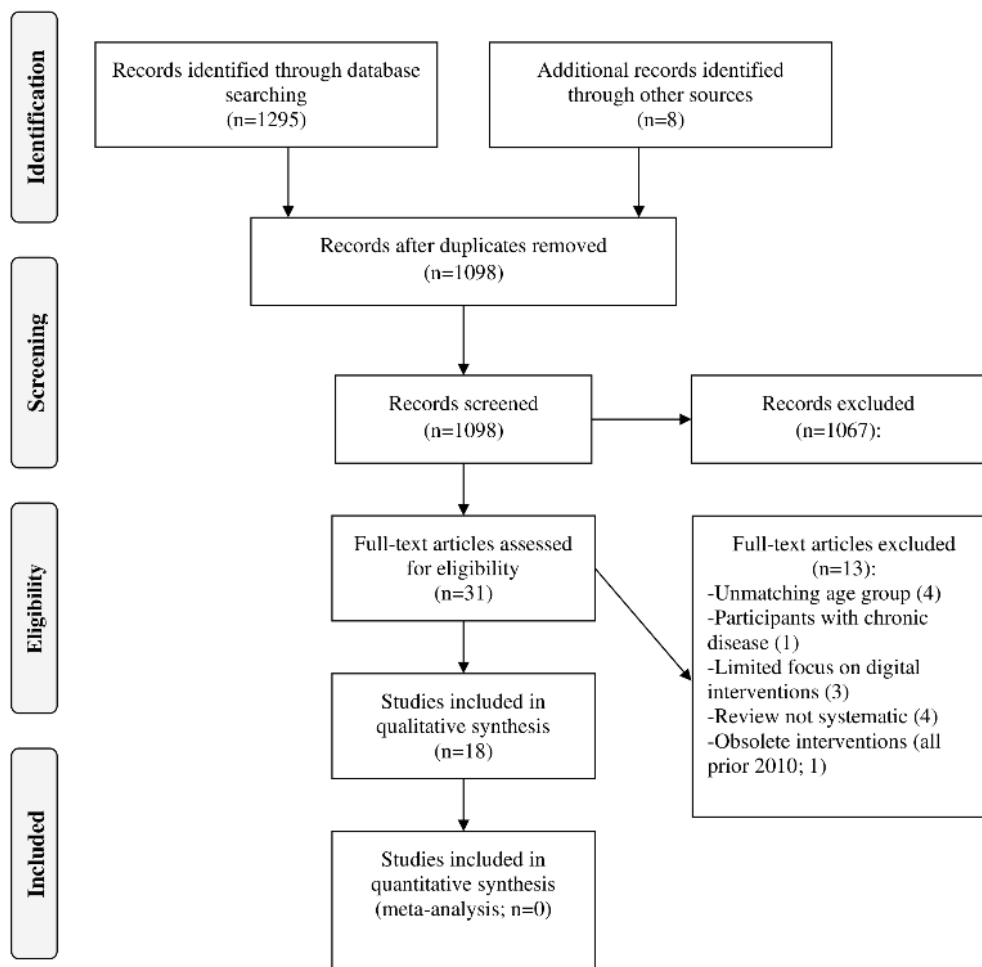 Identification
Records identified through database
searching
(n=1295)
Additional records identified
through other sources
(n=8)
Records after duplicates removed
(n=1098)
Screening
Records screened
(n=1098)
Records excluded
(n=1067):
Eligibility
Full-text articles assessed
for eligibility
(n=31)
Full-text articles excluded
(n=13):
-Unmatching age group (4)
-Participants with chronic
disease (1)
-Limited focus on digital
interventions (3)
-Review not systematic (4)
-Obsolete interventions (all
prior 2010; 1)
Studies included in
qualitative synthesis
(n=18)
Included
Studies included in
quantitative synthesis
(meta-analysis; n=0)